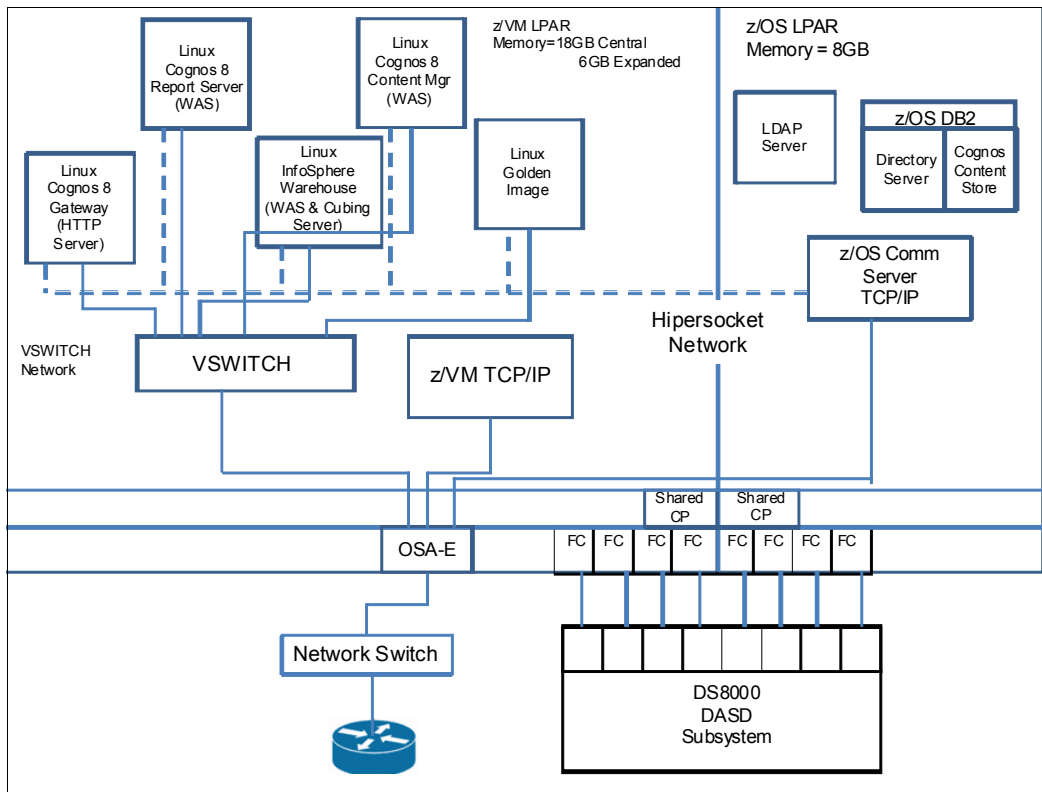 Linux
Cognos 8
Report Server
(WAS)
Linux
Cognos 8
Content Mgr
(WAS)
z/VM LPAR
Memory=18GB Central
6GB Expanded
z/OS LPAR
Memory = 8GB
Linux
Cognos 8
Gateway
(HTTP
Server)
Linux
InfoSphere
Warehouse
(WAS & Cubing
Server)
Linux
Golden
Image
LDAP
Server
z/OS DB2
Directory
Server
Cognos
Content
Store
z/OS Comm
Server
TCP/IP
Hipersocket
Network
VSWITCH
Network
VSWITCH
z/VM TCP/IP
Shared
CP
Shared
CP
OSA-E
FC
FC
FC
FC
FC
FC
FC
FC
Network Switch
DS8000
DASD
Subsystem